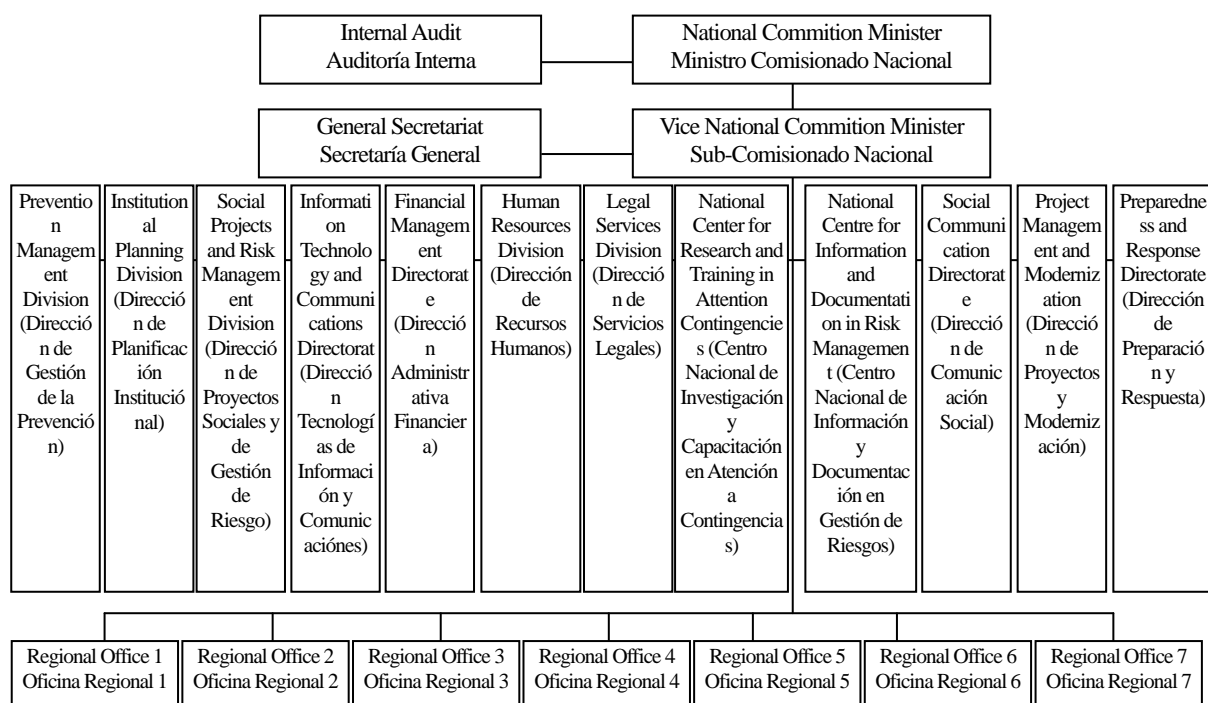 Internal Audit
Auditoría Interna
National Commition Minister
Ministro Comisionado Nacional
General Secretariat
Secretaría General
Vice National Commition Minister
Sub-Comisionado Nacional
Preventio
n
Managem
ent
Division
(Direcció
n de
Gestión
de la
Prevenció
n)
Institution
al
Planning
Division
(Direcció
n de
Planificac
ión
Institucio
nal)
Social
Projects
and Risk
Managem
ent
Division
(Direcció
n de
Proyectos
Sociales y
de
Gestión
de
Riesgo)
Informati
on
Technolo
gy and
Communi
cations
Directorat
e(Direcció
n
Tecnologí
as de
Informaci
ón y
Comunic
aciónes)
Financial
Managem
ent
Directorat
e
(Direcció
n
Administr
ativa
Financier
a)
Human
Resources
Division
(Dirección
de
Recursos
Humanos)
Legal
Services
Division
(Direcció
n de
Servicios
Legales)
National
Center for
Research and
Training in
Attention
Contingencie
s (Centro
Nacional de
Investigación
y
Capacitación
en Atención
a
Contingencia
s)
National
Centre for
Information
and
Documentati
on in Risk
Managemen
t (Centro
Nacional de
Información
y
Documentac
ión en
Gestión de
Riesgos)
Social
Communi
cation
Directorat
e
(Direcció
n de
Comunic
ación
Social)
Project
Managem
ent and
Moderniz
ation
(Direcció
n de
Proyectos
y
Moderniz
ación)
Preparedne
ss and
Response
Directorate
(Dirección
de
Preparació
n y
Respuesta)
Regional Office 1
Oficina Regional 1
Regional Office 2
Oficina Regional 2
Regional Office 3
Oficina Regional 3
Regional Office 4
Oficina Regional 4
Regional Office 5
Oficina Regional 5
Regional Office 6
Oficina Regional 6
Regional Office 7
Oficina Regional 7